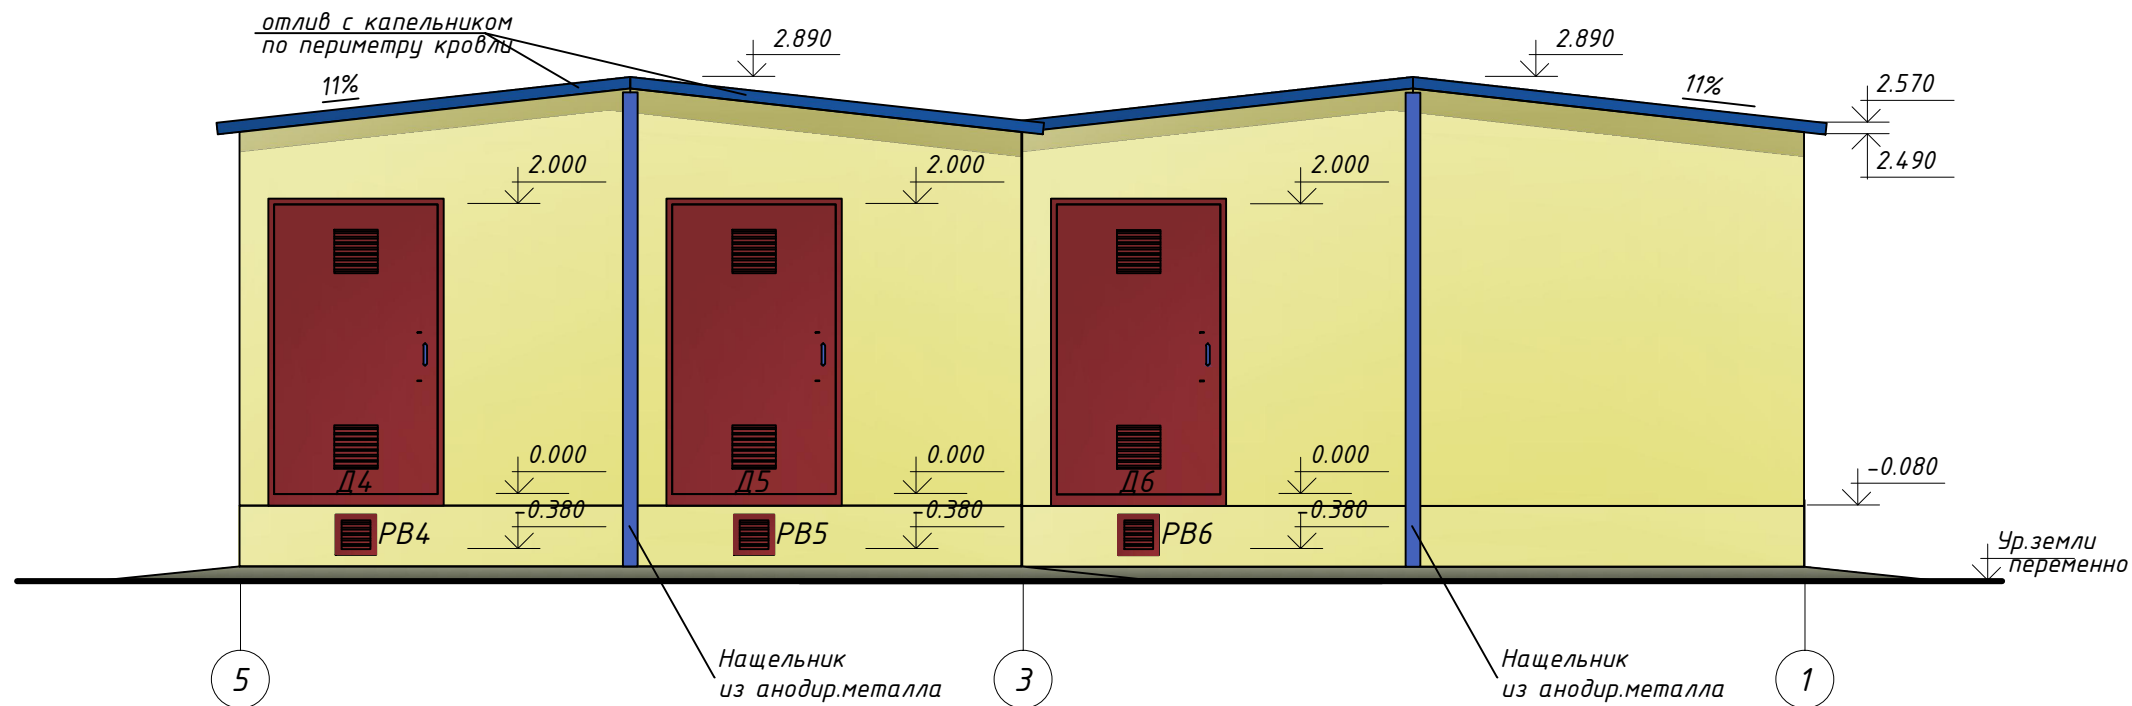 отлив с капельником
по периметру кровли
2.890
2.890
11%
11%
2.570
2.490
2.000
2.000
2.000
0.000
0.000
0.000
-0.080
Д4
Д5
Д6
-0.380
-0.380
-0.380
РВ4
РВ5
РВ6
Ур.земли
переменно
Нащельник
из анодир.металла
Нащельник
из анодир.металла
5
3
1